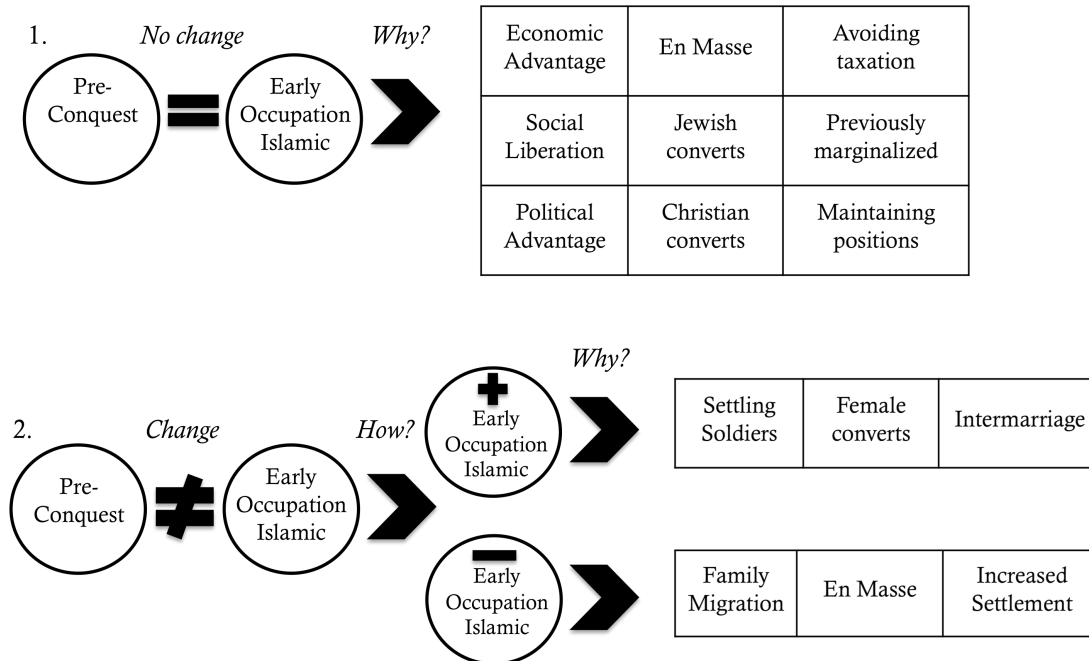 1.
No change
Why?
Pre-
Conquest
Early
Occupation
Islamic
Economic
Advantage
En Masse
Avoiding
taxation
Social
Liberation
Jewish
converts
Previously
marginalized
Political
Advantage
Christian
converts
Maintaining
positions
2.
Change
How?
Why?
Pre-
Conquest
Early
Occupation
Islamic
Early
Occupation
Islamic
Settling
Soldiers
Female
converts
Intermarriage
Early
Occupation
Islamic
Family
Migration
En Masse
Increased
Settlement